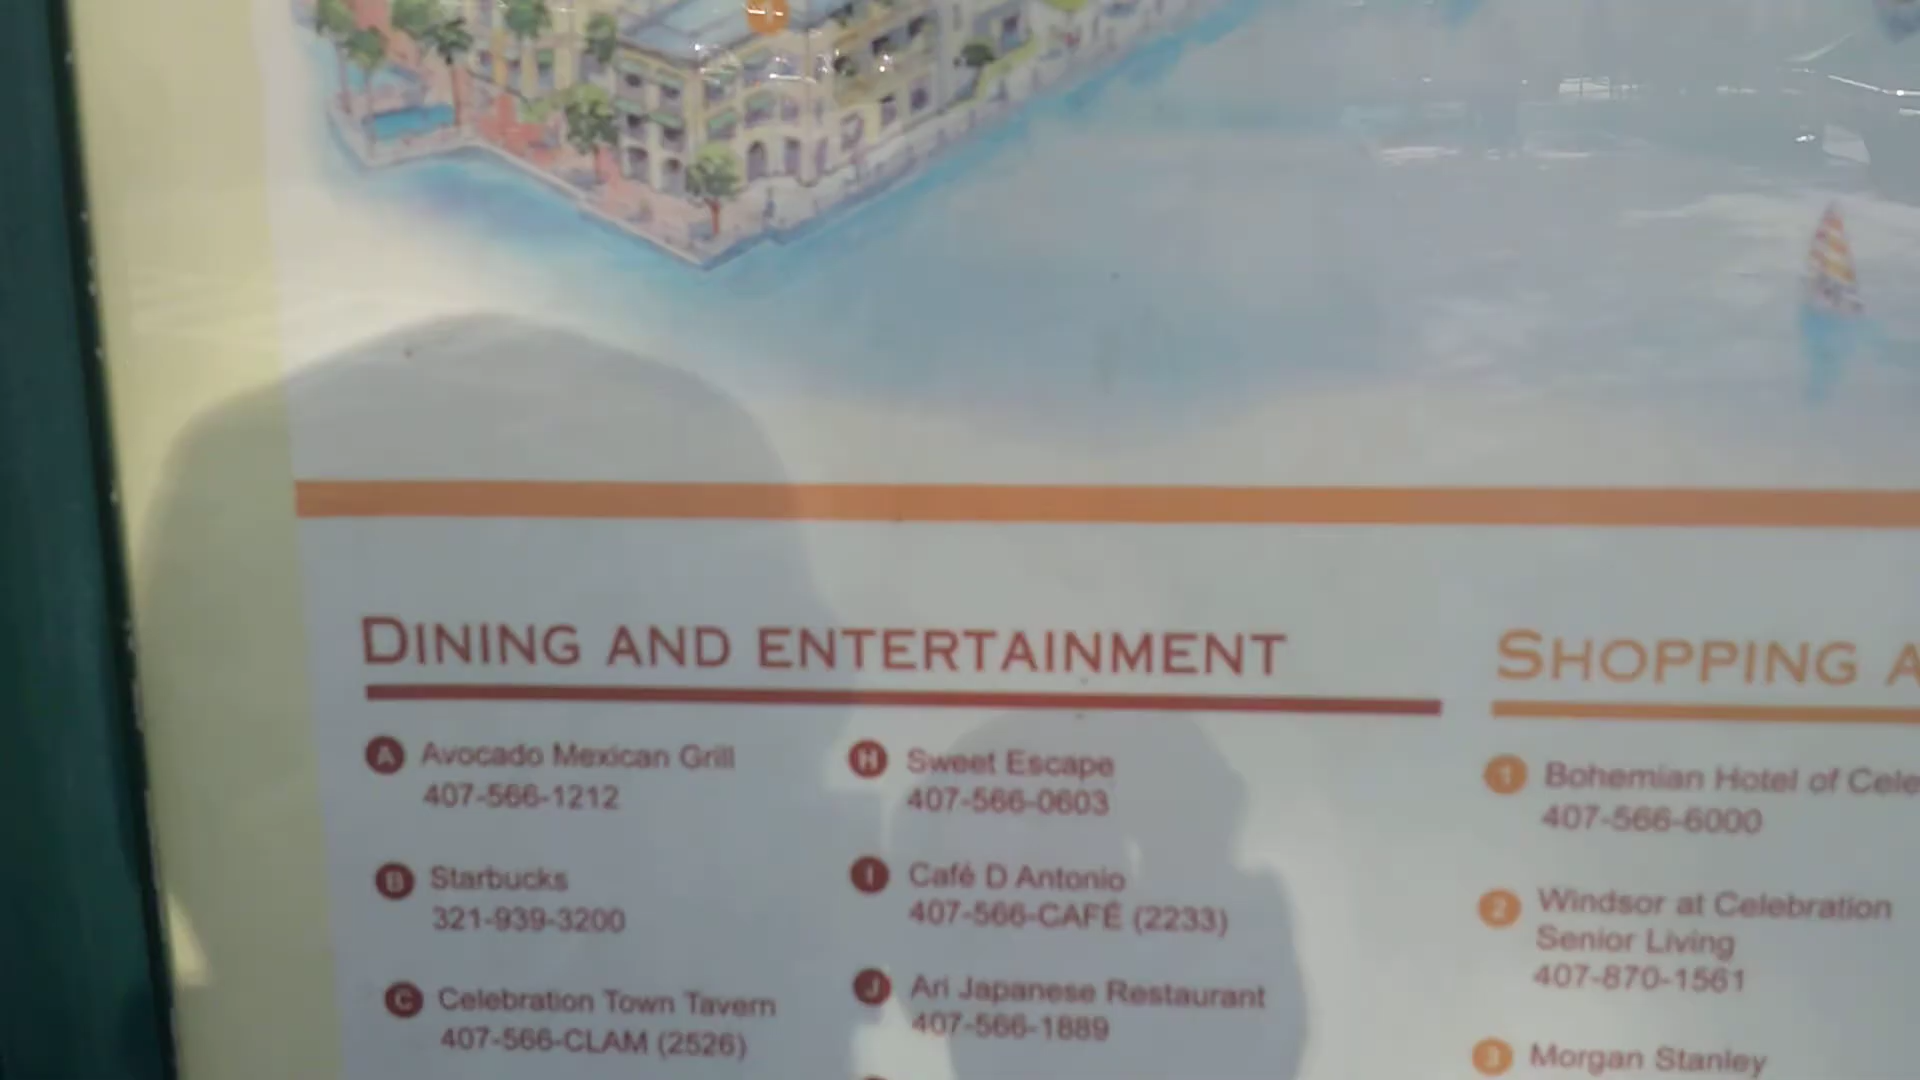 DINING AND ENTERTAINMENT
A Avocado Mexican Grill
407-566-1212
B Starbucks
321-939-3200
C Celebration Town Tavern
407-566-CLAM (2526)
H Sweet Escape
407-566-0603
I Café D Antonio
407-566-CAFÉ (2233)
J Ari Japanese Restaurant
407-566-1889
SHOPPING A
1 Bohemian Hotel of Cele
407-566-6000
2 Windsor at Celebration
Senior Living
407-870-1561
3 Morgan Stanley